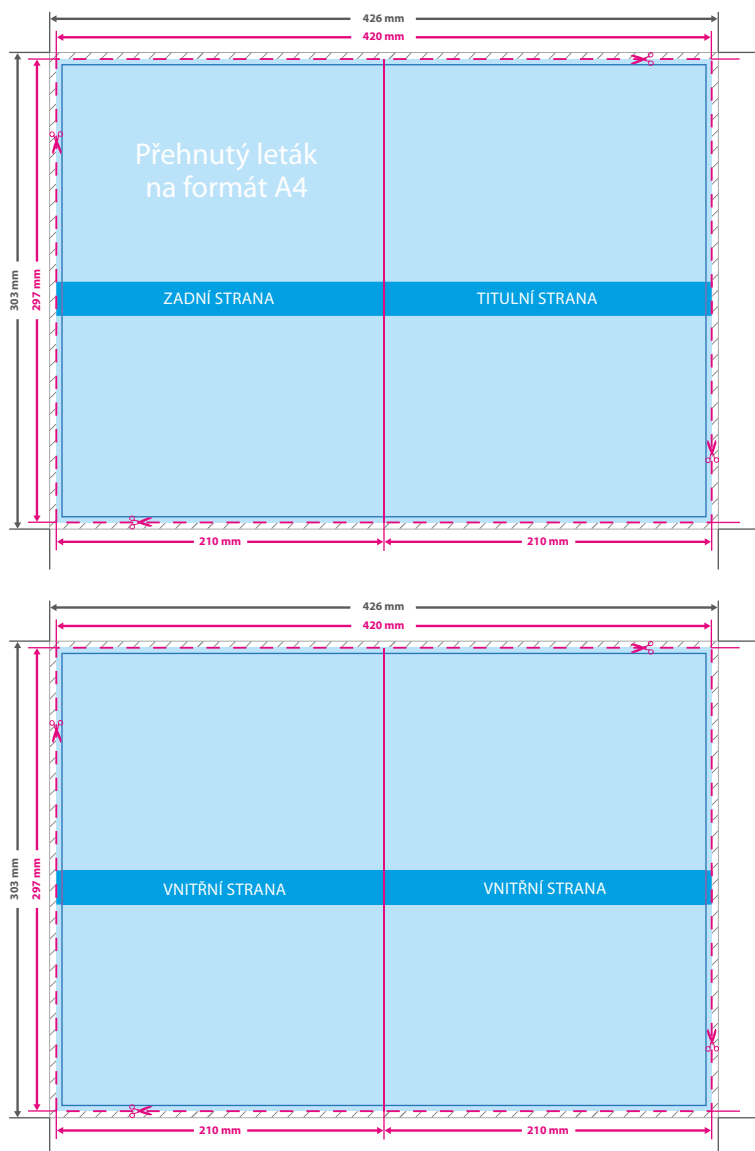 426 mm
420 mm
Přehnutý leták
na formát A4
303 mm
297 mm
ZADNÍ STRANA
TITULNÍ STRANA
210 mm
210 mm
426 mm
420 mm
303 mm
297 mm
VNITŘNÍ STRANA
VNITŘNÍ STRANA
210 mm
210 mm